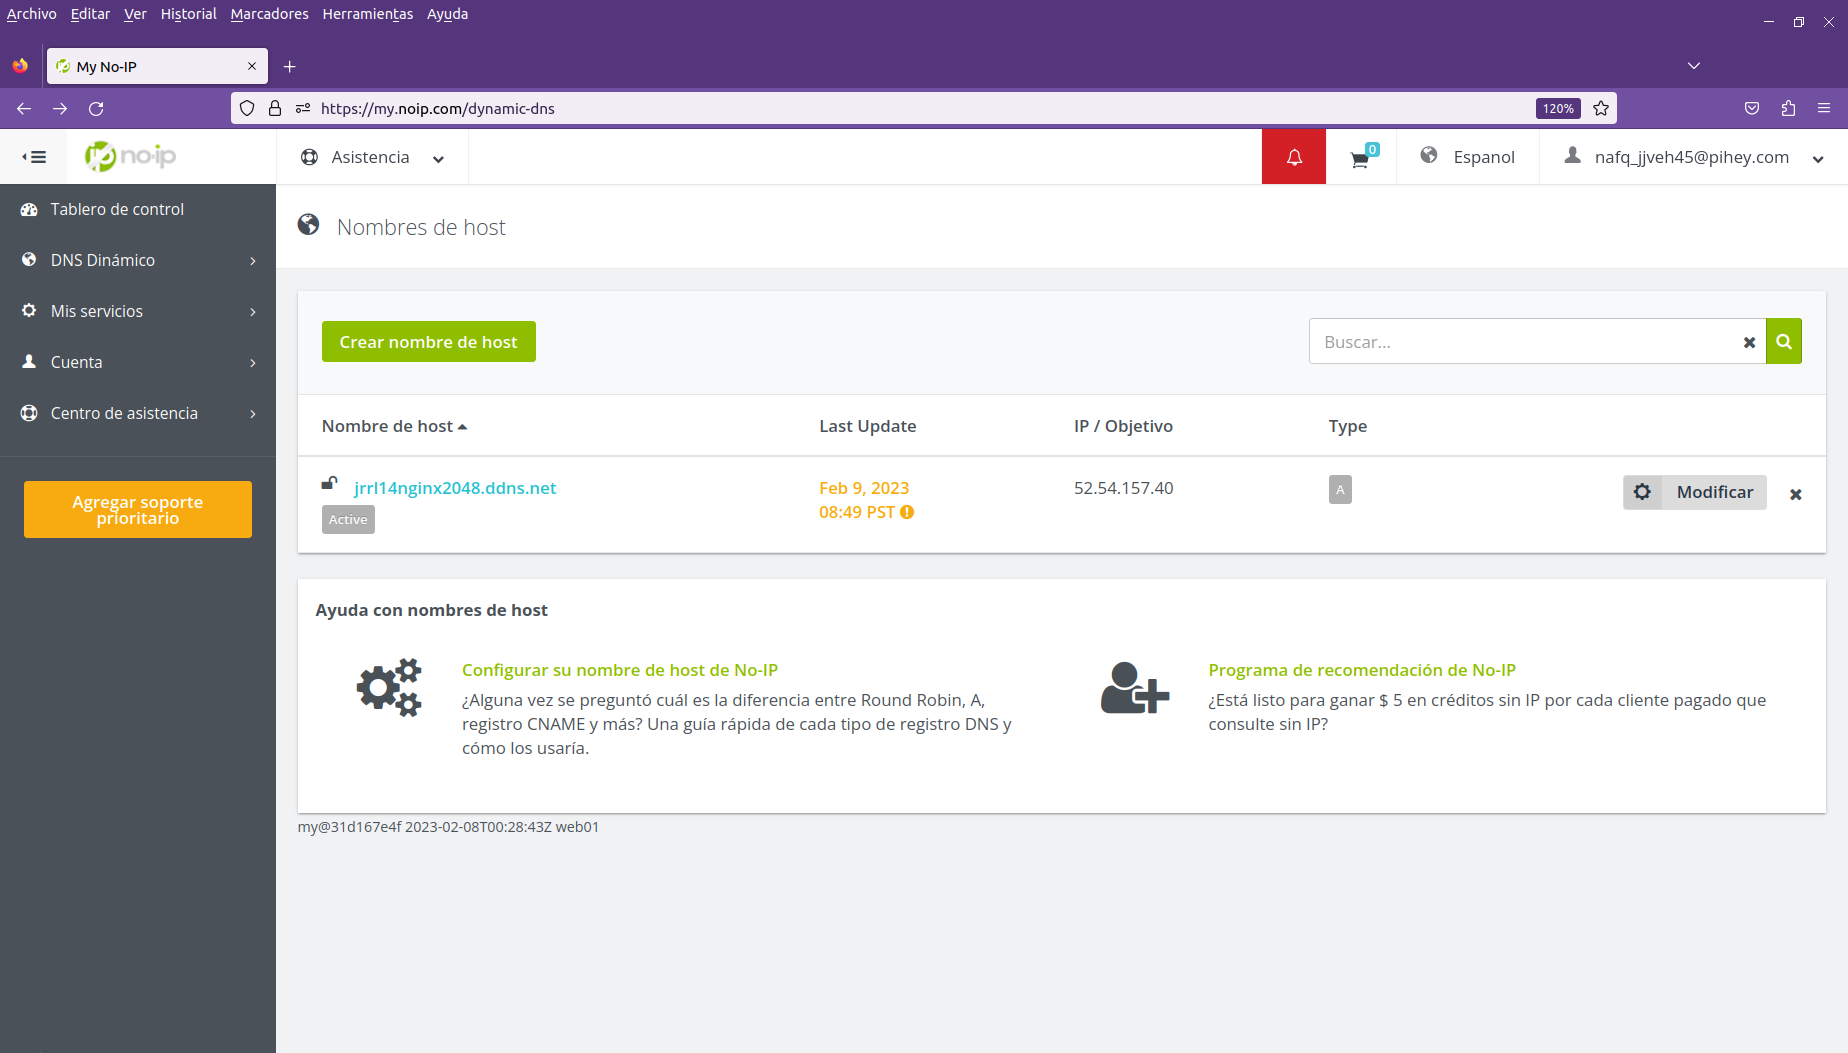 Archivo Editar Ver Historial Marcadores Herramientas Ayuda
My No-IP
https://my.noip.com/dynamic-dns 120%
no-ip Asistencia 0 Espanol nafq_jjveh45@pihey.com
Tablero de control
DNS Dinámico
Mis servicios
Cuenta
Centro de asistencia
Agregar soporte
prioritario
Nombres de host
Crear nombre de host Buscar...
Nombre de host Last Update IP / Objetivo Type
jrrl14nginx2048.ddns.net Feb 9, 2023 52.54.157.40 A Modificar
08:49 PST
Active
Ayuda con nombres de host
Configurar su nombre de host de No-IP
¿Alguna vez se preguntó cuál es la diferencia entre Round Robin, A,
registro CNAME y más? Una guía rápida de cada tipo de registro DNS y
cómo los usaría.
Programa de recomendación de No-IP
¿Está listo para ganar $ 5 en créditos sin IP por cada cliente pagado que
consulte sin IP?
my@31d167e4f 2023-02-08T00:28:43Z web01